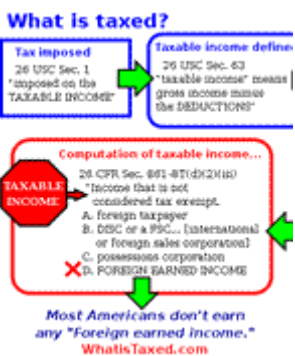 What is taxed?
Tax imposed
26 USC Sec. 1
"imposed on the
TAXABLE INCOME"
Taxable income define
26 USC Sec. 63
"taxable income" means
gross income minus
the DEDUCTIONS"
Computation of taxable income...
26 CFR Sec. 861-8T(d)(2)(iii)
"Income that is not
considered tax exempt.
TAXABLE
INCOME
A. foreign taxpayer
B. DISC or a FSC... [international
or foreign sales corporation]
C. possessions corporation
D. FOREIGN EARNED INCOME
Most Americans don't earn
any "Foreign earned income."
WhatisTaxed.com